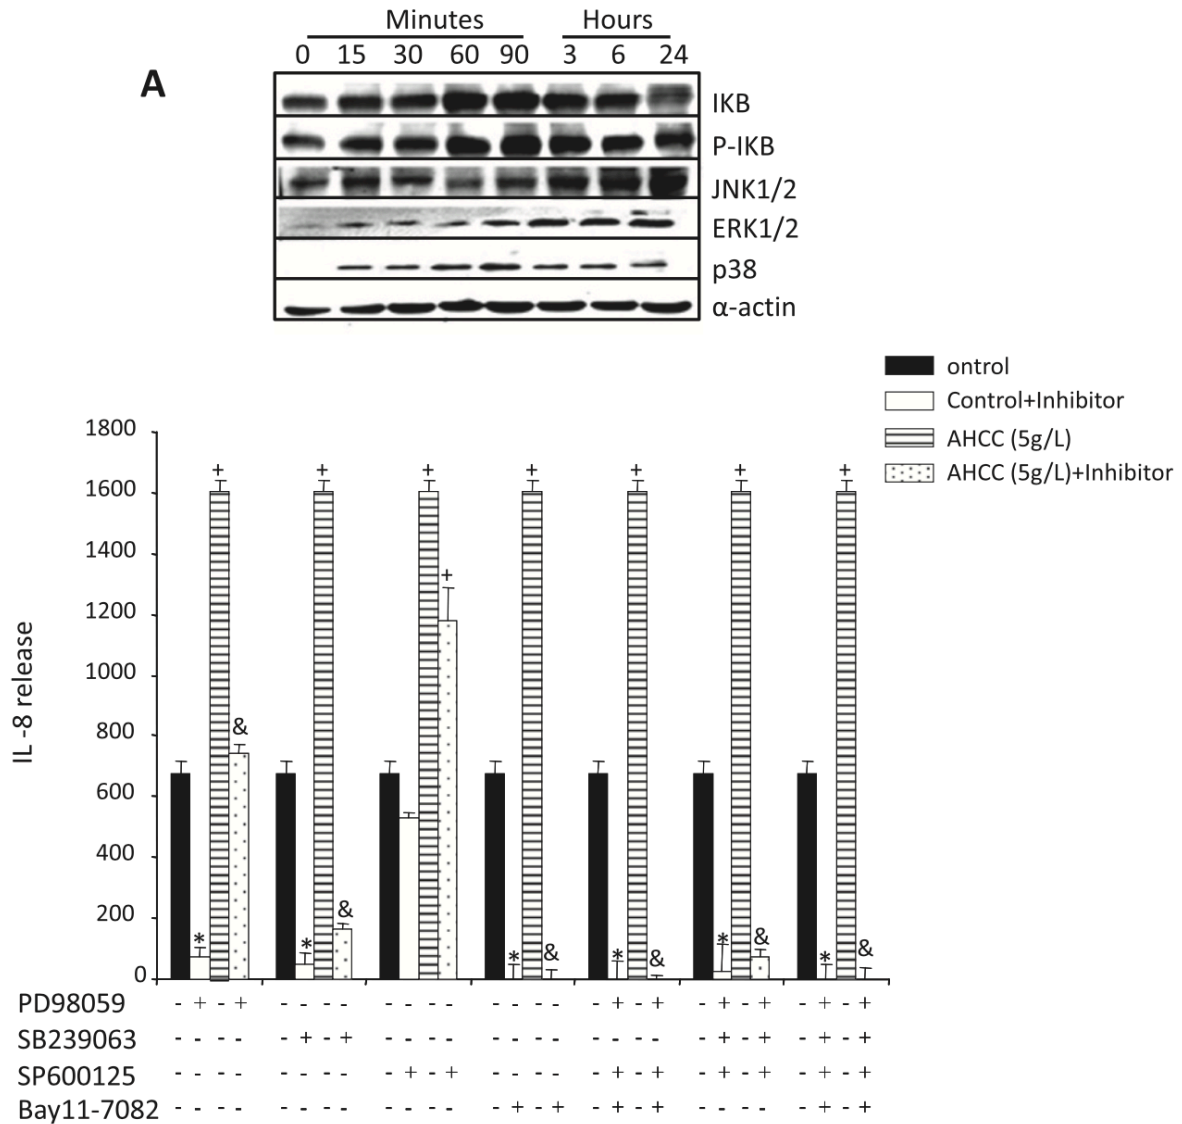 Minutes Hours
0 15 30 60 90 3 6 24
A
IKB
P-IKB
JNK1/2
ERK1/2
p38
α-actin
ontrol
Control+Inhibitor
AHCC (5g/L)
AHCC (5g/L)+Inhibitor
IL -8 release
1800
1600
1400
1200
1000
800
600
400
200
0
+ + + + + + +
+
&
* * & * & * & * & * &
PD98059 - + - + - - - - - - - - - - - - - + - + - + - + - + - +
SB239063 - - - - - + - + - - - - - - - - - - - - - + - + - + - +
SP600125 - - - - - - - - - + - + - - - - - + - + - + - + - + - +
Bay11-7082 - - - - - - - - - - - - - + - + - + - + - - - - - + - +